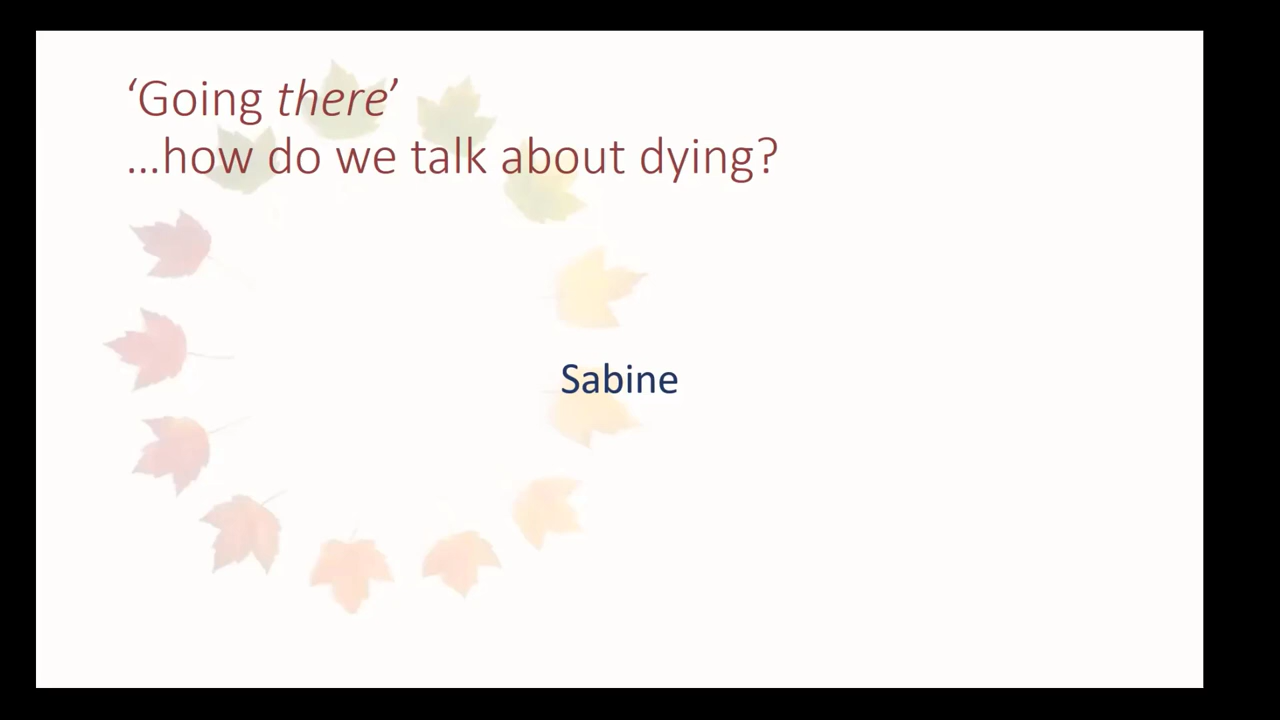 ‘Going there’
...how do we talk about dying?
Sabine